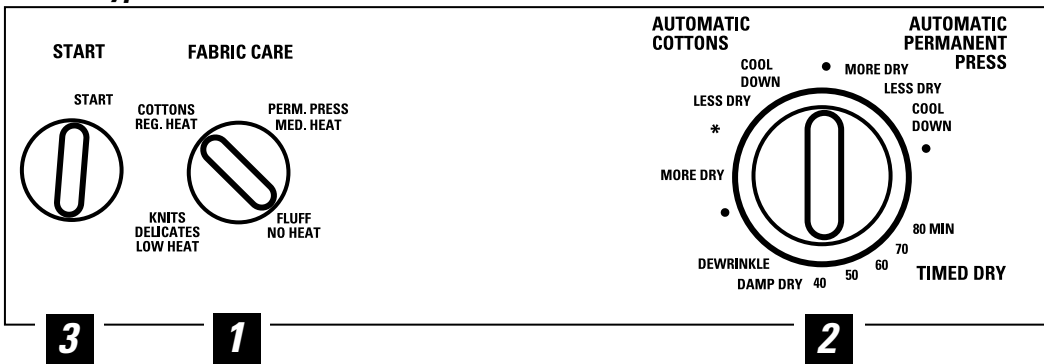 START
START
FABRIC CARE
COTTONS
REG. HEAT
PERM. PRESS
MED. HEAT
KNITS
DELICATES
LOW HEAT
FLUFF
NO HEAT
AUTOMATIC
COTTONS
AUTOMATIC
PERMANENT
PRESS
COOL
DOWN
LESS DRY
*
MORE DRY
DEWRINKLE
DAMP DRY
MORE DRY
LESS DRY
COOL
DOWN
80 MIN
70
60
50
40
TIMED DRY
3
1
2